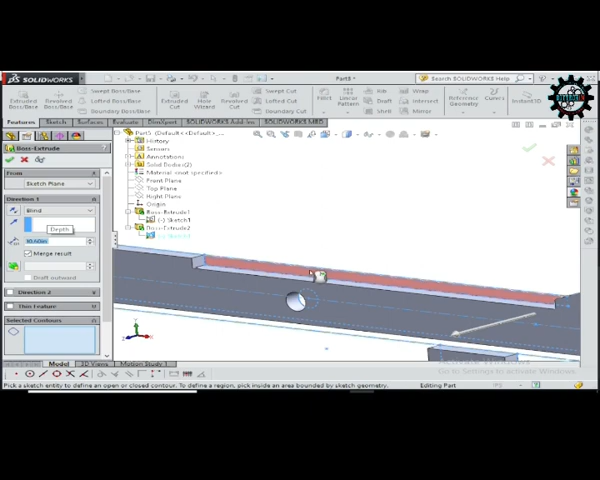 SOLIDWORKS
Part8 *
Search SOLIDWORKS Help
Extruded Boss/Base
Revolved Boss/Base
Swept Boss/Base
Lofted Boss/Base
Boundary Boss/Base
Extruded Cut
Hole Wizard
Revolved Cut
Swept Cut
Lofted Cut
Boundary Cut
Fillet
Linear Pattern
Rib
Draft
Shell
Wrap
Intersect
Mirror
Reference Geometry
Curves
Instant3D
Features
Sketch
Surfaces
Evaluate
DimXpert
SOLIDWORKS Add-Ins
SOLIDWORKS MBD
Boss-Extrude
From
Sketch Plane
Direction 1
Blind
Depth
Merge result
Draft outward
Direction 2
Thin Feature
Selected Contours
History
Sensors
Annotations
Solid Bodies(2)
Material <not specified>
Front Plane
Top Plane
Right Plane
Origin
Boss-Extrude1
(-) Sketch1
Boss-Extrude2
Activate Windows
Go to Settings to activate Windows.
Model
3D Views
Motion Study 1
Pick a sketch entity to define an open or closed contour. To define a region, pick inside an area bounded by sketch geometry.
Editing Part